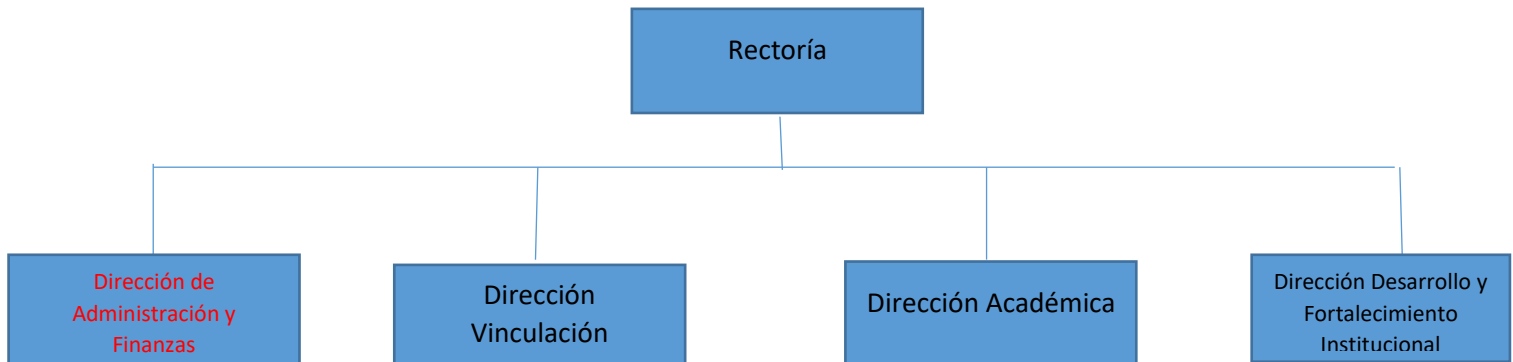 Rectoría
Dirección de
Administración y
Finanzas
Dirección
Vinculación
Dirección Académica
Dirección Desarrollo y
Fortalecimiento
Institucional